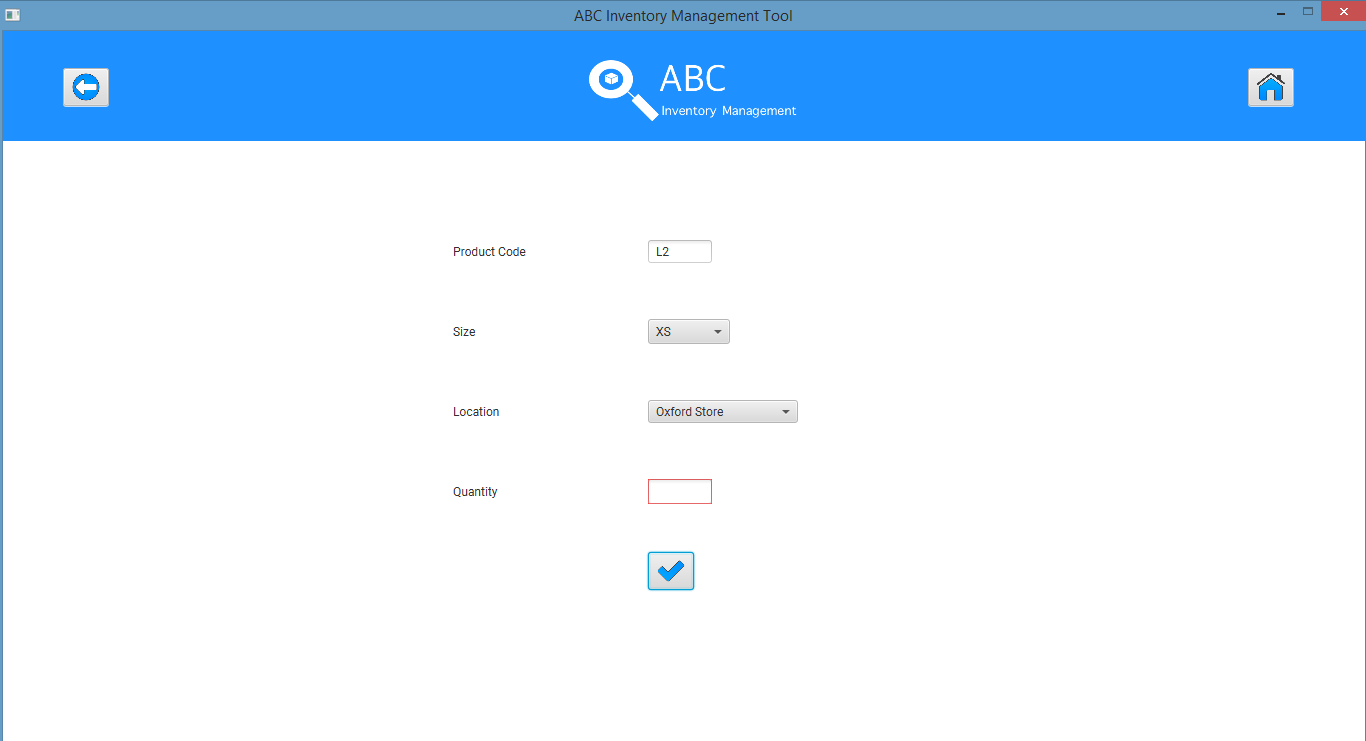 ABC Inventory Management Tool
ABC
Inventory Management
Product Code
L2
Size
XS
Location
Oxford Store
Quantity